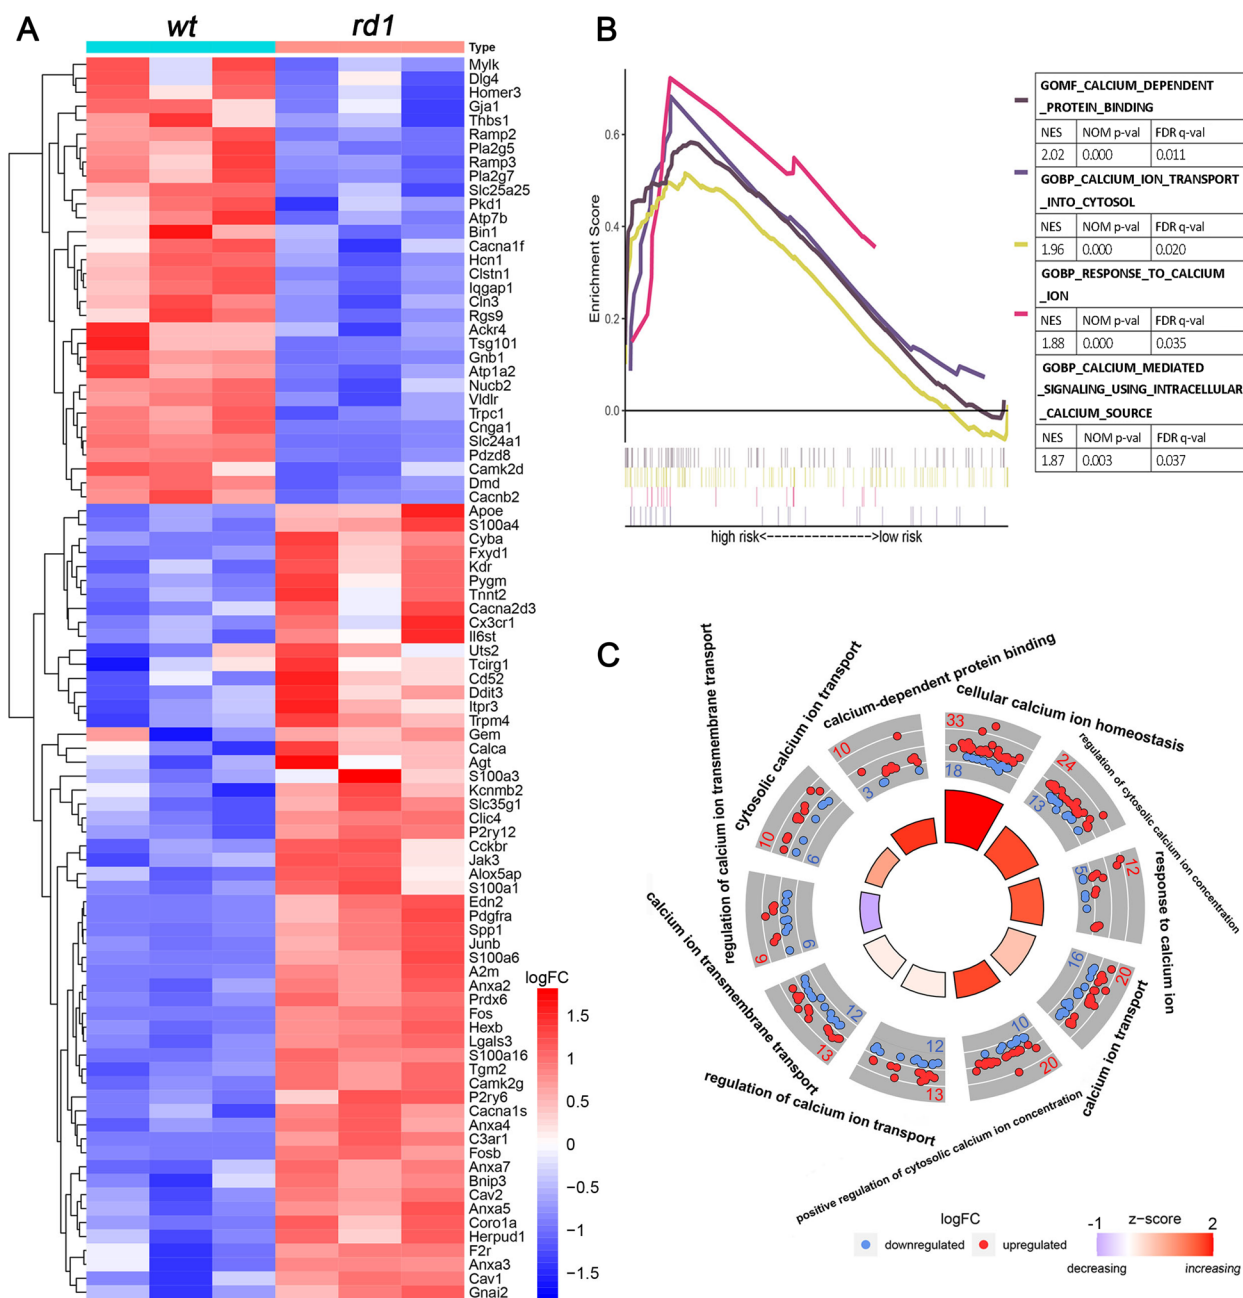 A
wt
rd1
Type
Mylk
Dlg4
Homer3
Gja1
Thbs1
Ramp2
Pla2g5
Ramp3
Pla2g7
Slc25a25
Pkd1
Atp7b
Bin1
Cacna1f
Hcn1
Clstn1
Iqgap1
Cln3
Rgs9
Ackr4
Tsg101
Gnb1
Atp1a2
Nucb2
Vldlr
Trpc1
Cnga1
Slc24a1
Pdzd8
Camk2d
Dmd
Cacnb2
Apoe
S100a4
Cyba
Fxyd1
Kdr
Pygm
Tnnt2
Cacna2d3
Cx3cr1
Il6st
Uts2
Tcirg1
Cd52
Ddit3
Itpr3
Trpm4
Gem
Calca
Agt
S100a3
Kcnmb2
Slc35g1
Clic4
P2ry12
Cckbr
Jak3
Alox5ap
S100a1
Edn2
Pdgfra
Spp1
Junb
S100a6
A2m
Anxa2
Prdx6
Fos
Hexb
Lgals3
S100a16
Tgm2
Camk2g
P2ry6
Cacna1s
Anxa4
C3ar1
Fosb
Anxa7
Bnip3
Cav2
Anxa5
Coro1a
Herpud1
F2r
Anxa3
Cav1
Gnai2
logFC
1.5
1
0.5
0
−0.5
−1
−1.5
B
Enrichment Score
0.6
0.4
0.2
0.0
high risk<-------------->low risk
GOMF_CALCIUM_DEPENDENT
_PROTEIN_BINDING
NES NOM p-val FDR q-val
2.02 0.000 0.011
GOBP_CALCIUM_ION_TRANSPORT
_INTO_CYTOSOL
NES NOM p-val FDR q-val
1.96 0.000 0.020
GOBP_RESPONSE_TO_CALCIUM
_ION
NES NOM p-val FDR q-val
1.88 0.000 0.035
GOBP_CALCIUM_MEDIATED
_SIGNALING_USING_INTRACELLULAR
_CALCIUM_SOURCE
NES NOM p-val FDR q-val
1.87 0.003 0.037
C
cellular calcium ion homeostasis
33
18
regulation of cytosolic calcium ion concentration
24
13
response to calcium ion
12
5
calcium ion transport
20
16
positive regulation of cytosolic calcium ion concentration
20
10
regulation of calcium ion transport
13
12
calcium ion transmembrane transport
13
12
regulation of calcium ion transmembrane transport
9
9
cytosolic calcium ion transport
10
6
calcium-dependent protein binding
10
3
logFC
downregulated
upregulated
z-score
-1
2
decreasing
increasing